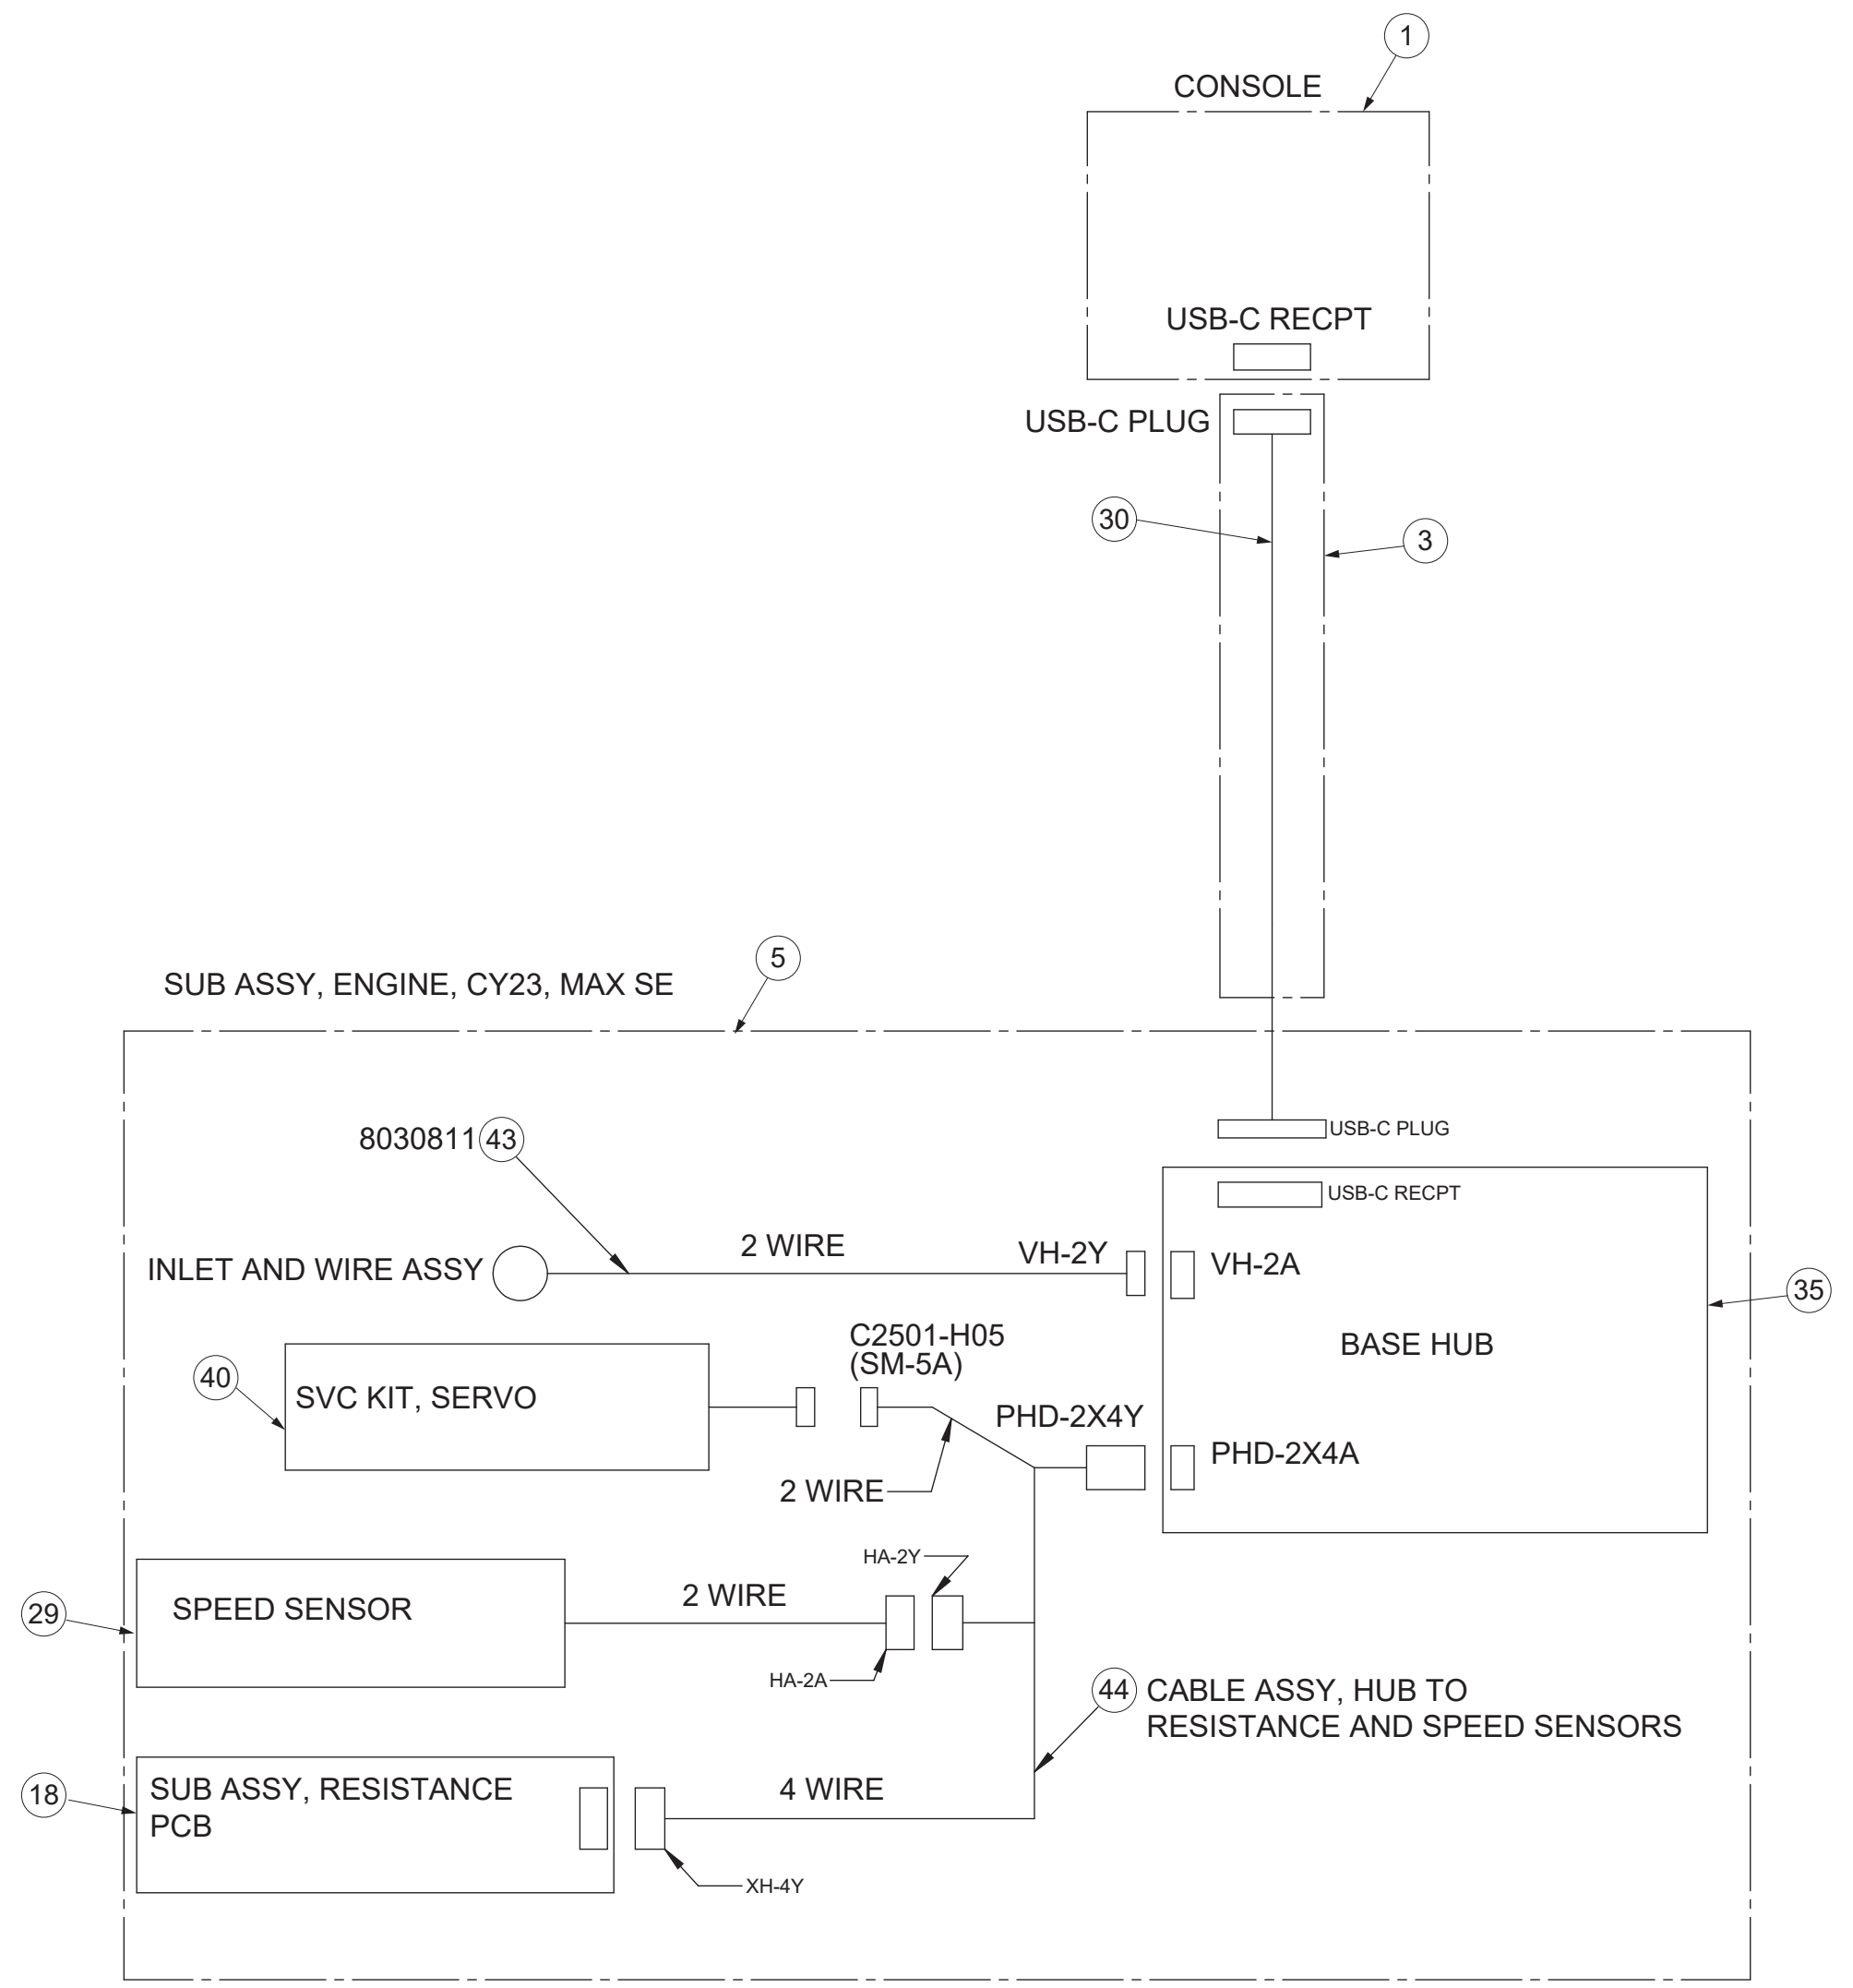 1
CONSOLE
USB-C RECPT
USB-C PLUG
30
3
5
SUB ASSY, ENGINE, CY23, MAX SE
USB-C PLUG
8030811 43
USB-C RECPT
2 WIRE
VH-2Y
VH-2A
INLET AND WIRE ASSY
35
C2501-H05
(SM-5A)
BASE HUB
40
SVC KIT, SERVO
PHD-2X4Y
PHD-2X4A
2 WIRE
HA-2Y
2 WIRE
29
SPEED SENSOR
HA-2A
44
CABLE ASSY, HUB TO
RESISTANCE AND SPEED SENSORS
18
SUB ASSY, RESISTANCE
PCB
4 WIRE
XH-4Y